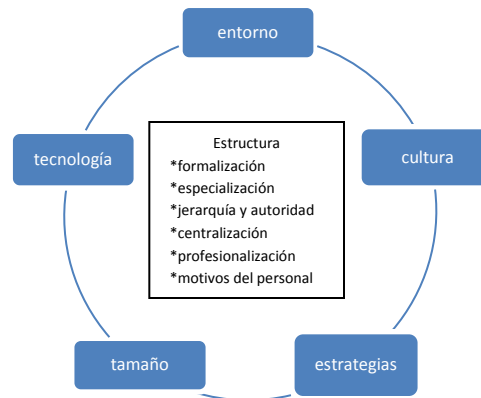 entorno
tecnología
cultura
Estructura
*formalización
*especialización
*jerarquía y autoridad
*centralización
*profesionalización
*motivos del personal
tamaño
estrategias